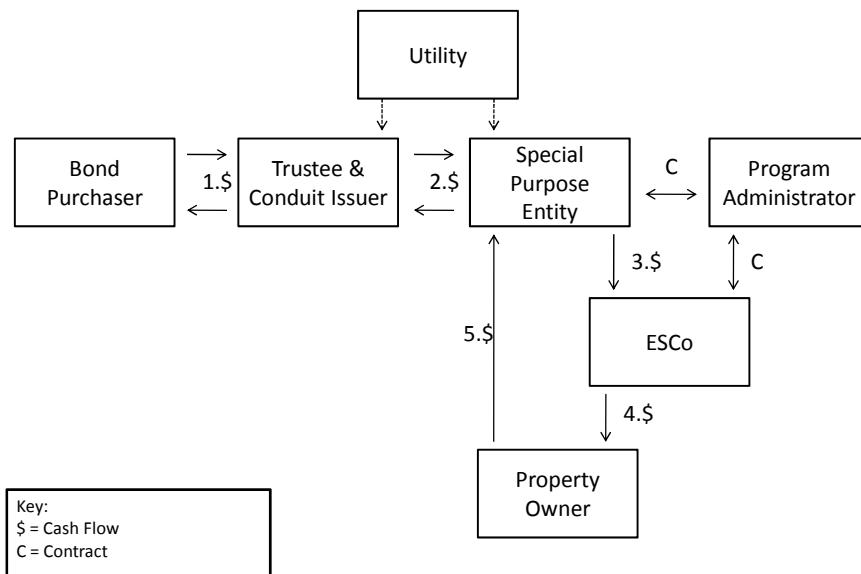 Utility
Bond
Purchaser
1.$
Trustee &
Conduit Issuer
2.$
Special
Purpose
Entity
C
Program
Administrator
3.$
C
ESCo
5.$
4.$
Property
Owner
Key:
$ = Cash Flow
C = Contract